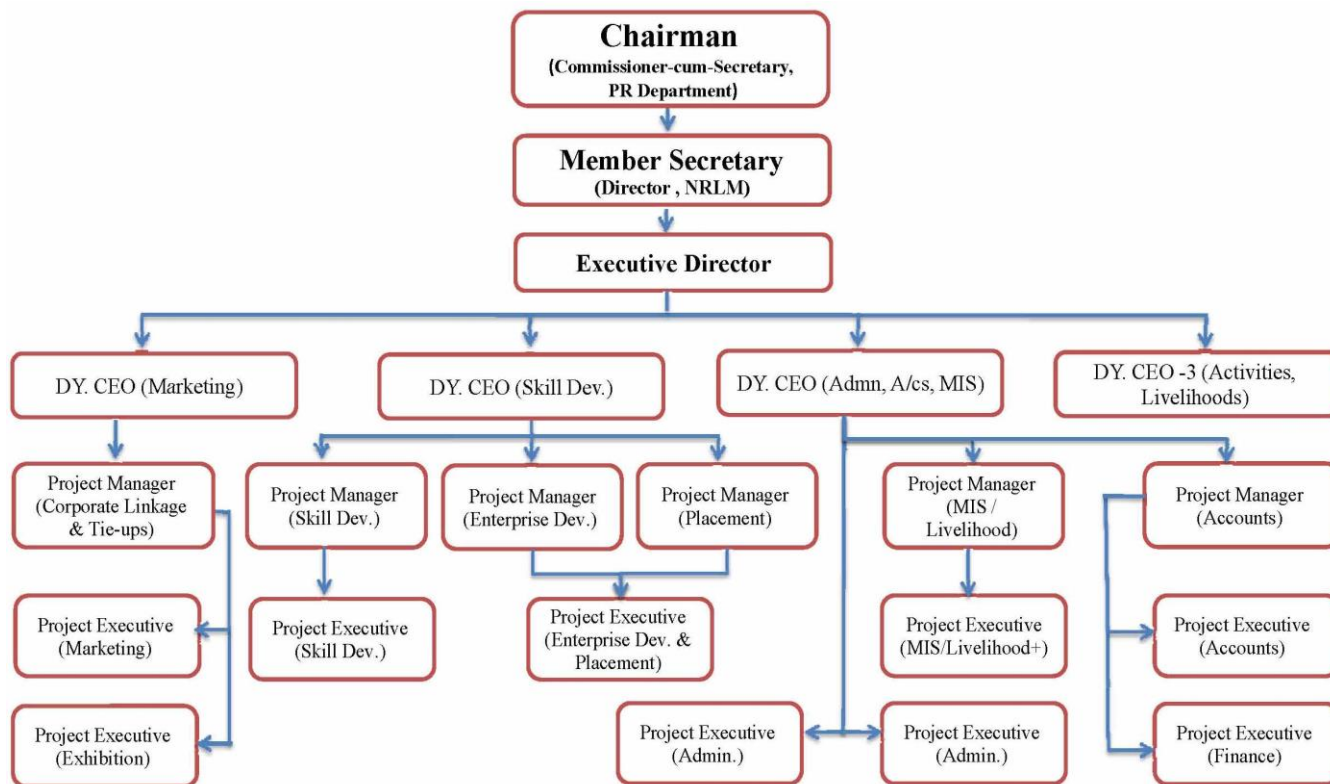 Chairman
(Commissioner-cum-Secretary,
PR Department)
Member Secretary
(Director , NRLM)
Executive Director
DY. CEO (Marketing)
DY. CEO (Skill Dev.)
DY. CEO (Admn, A/cs, MIS)
DY. CEO -3 (Activities,
Livelihoods)
Project Manager
(Corporate Linkage
& Tie-ups)
Project Manager
(Skill Dev.)
Project Manager
(Enterprise Dev.)
Project Manager
(Placement)
Project Manager
(MIS /
Livelihood)
Project Manager
(Accounts)
Project Executive
(Marketing)
Project Executive
(Skill Dev.)
Project Executive
(Enterprise Dev. &
Placement)
Project Executive
(MIS/Livelihood+)
Project Executive
(Accounts)
Project Executive
(Exhibition)
Project Executive
(Admin.)
Project Executive
(Admin.)
Project Executive
(Finance)